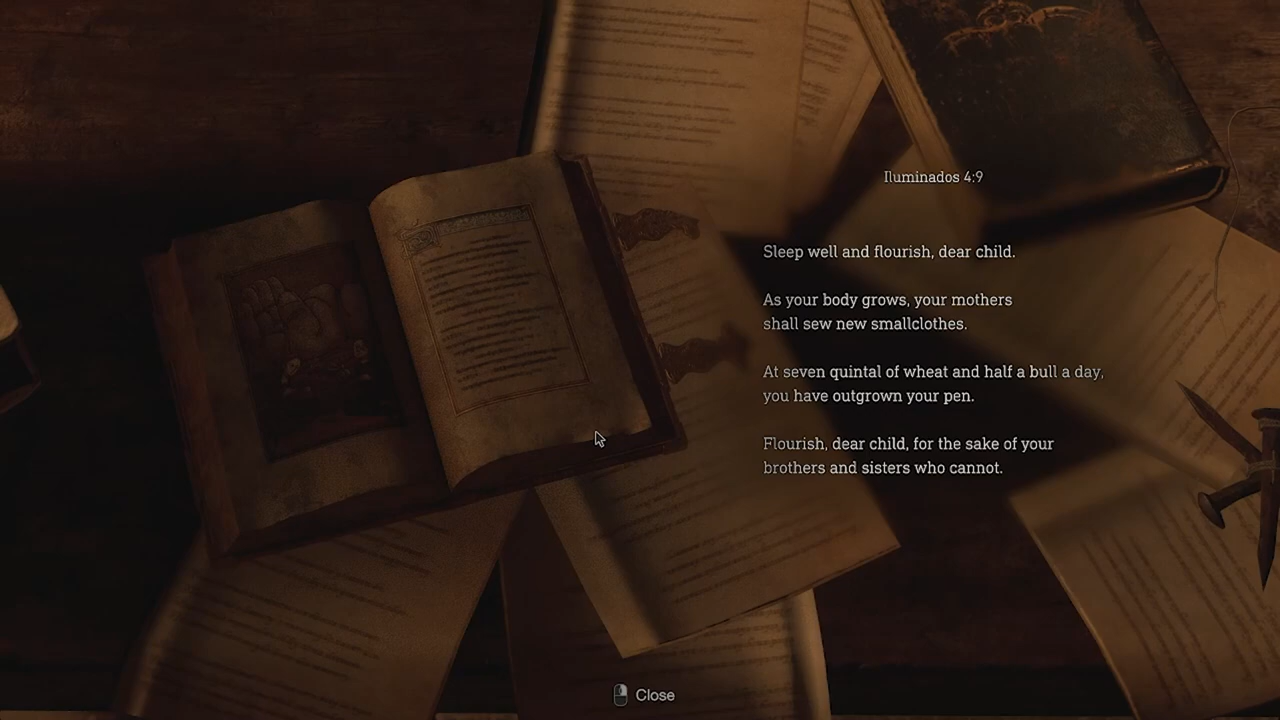 Iluminados 4:9
Sleep well and flourish, dear child.
As your body grows, your mothers
shall sew new smallclothes.
At seven quintal of wheat and half a bull a day,
you have outgrown your pen.
Flourish, dear child, for the sake of your
brothers and sisters who cannot.
Close